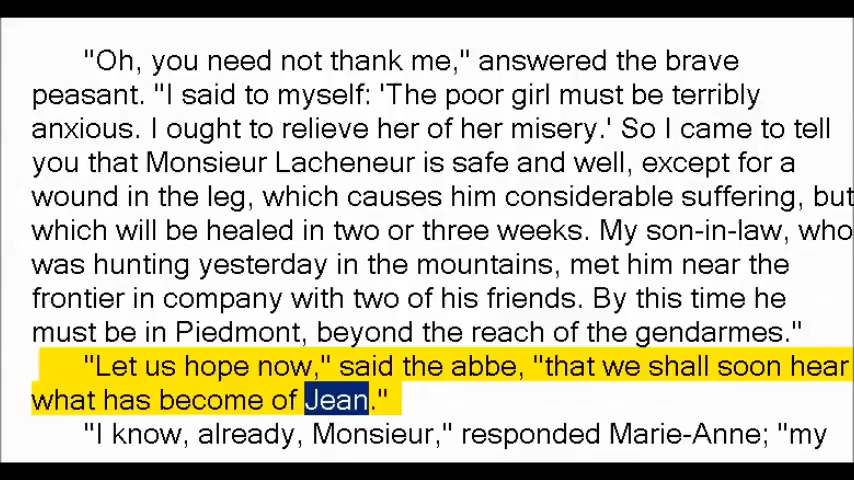 "Oh, you need not thank me," answered the brave
peasant. "I said to myself: 'The poor girl must be terribly
anxious. I ought to relieve her of her misery.' So I came to tell
you that Monsieur Lacheneur is safe and well, except for a
wound in the leg, which causes him considerable suffering, but
which will be healed in two or three weeks. My son-in-law, who
was hunting yesterday in the mountains, met him near the
frontier in company with two of his friends. By this time he
must be in Piedmont, beyond the reach of the gendarmes."
"Let us hope now," said the abbe, "that we shall soon hear
what has become of Jean."
"I know, already, Monsieur," responded Marie-Anne; "my